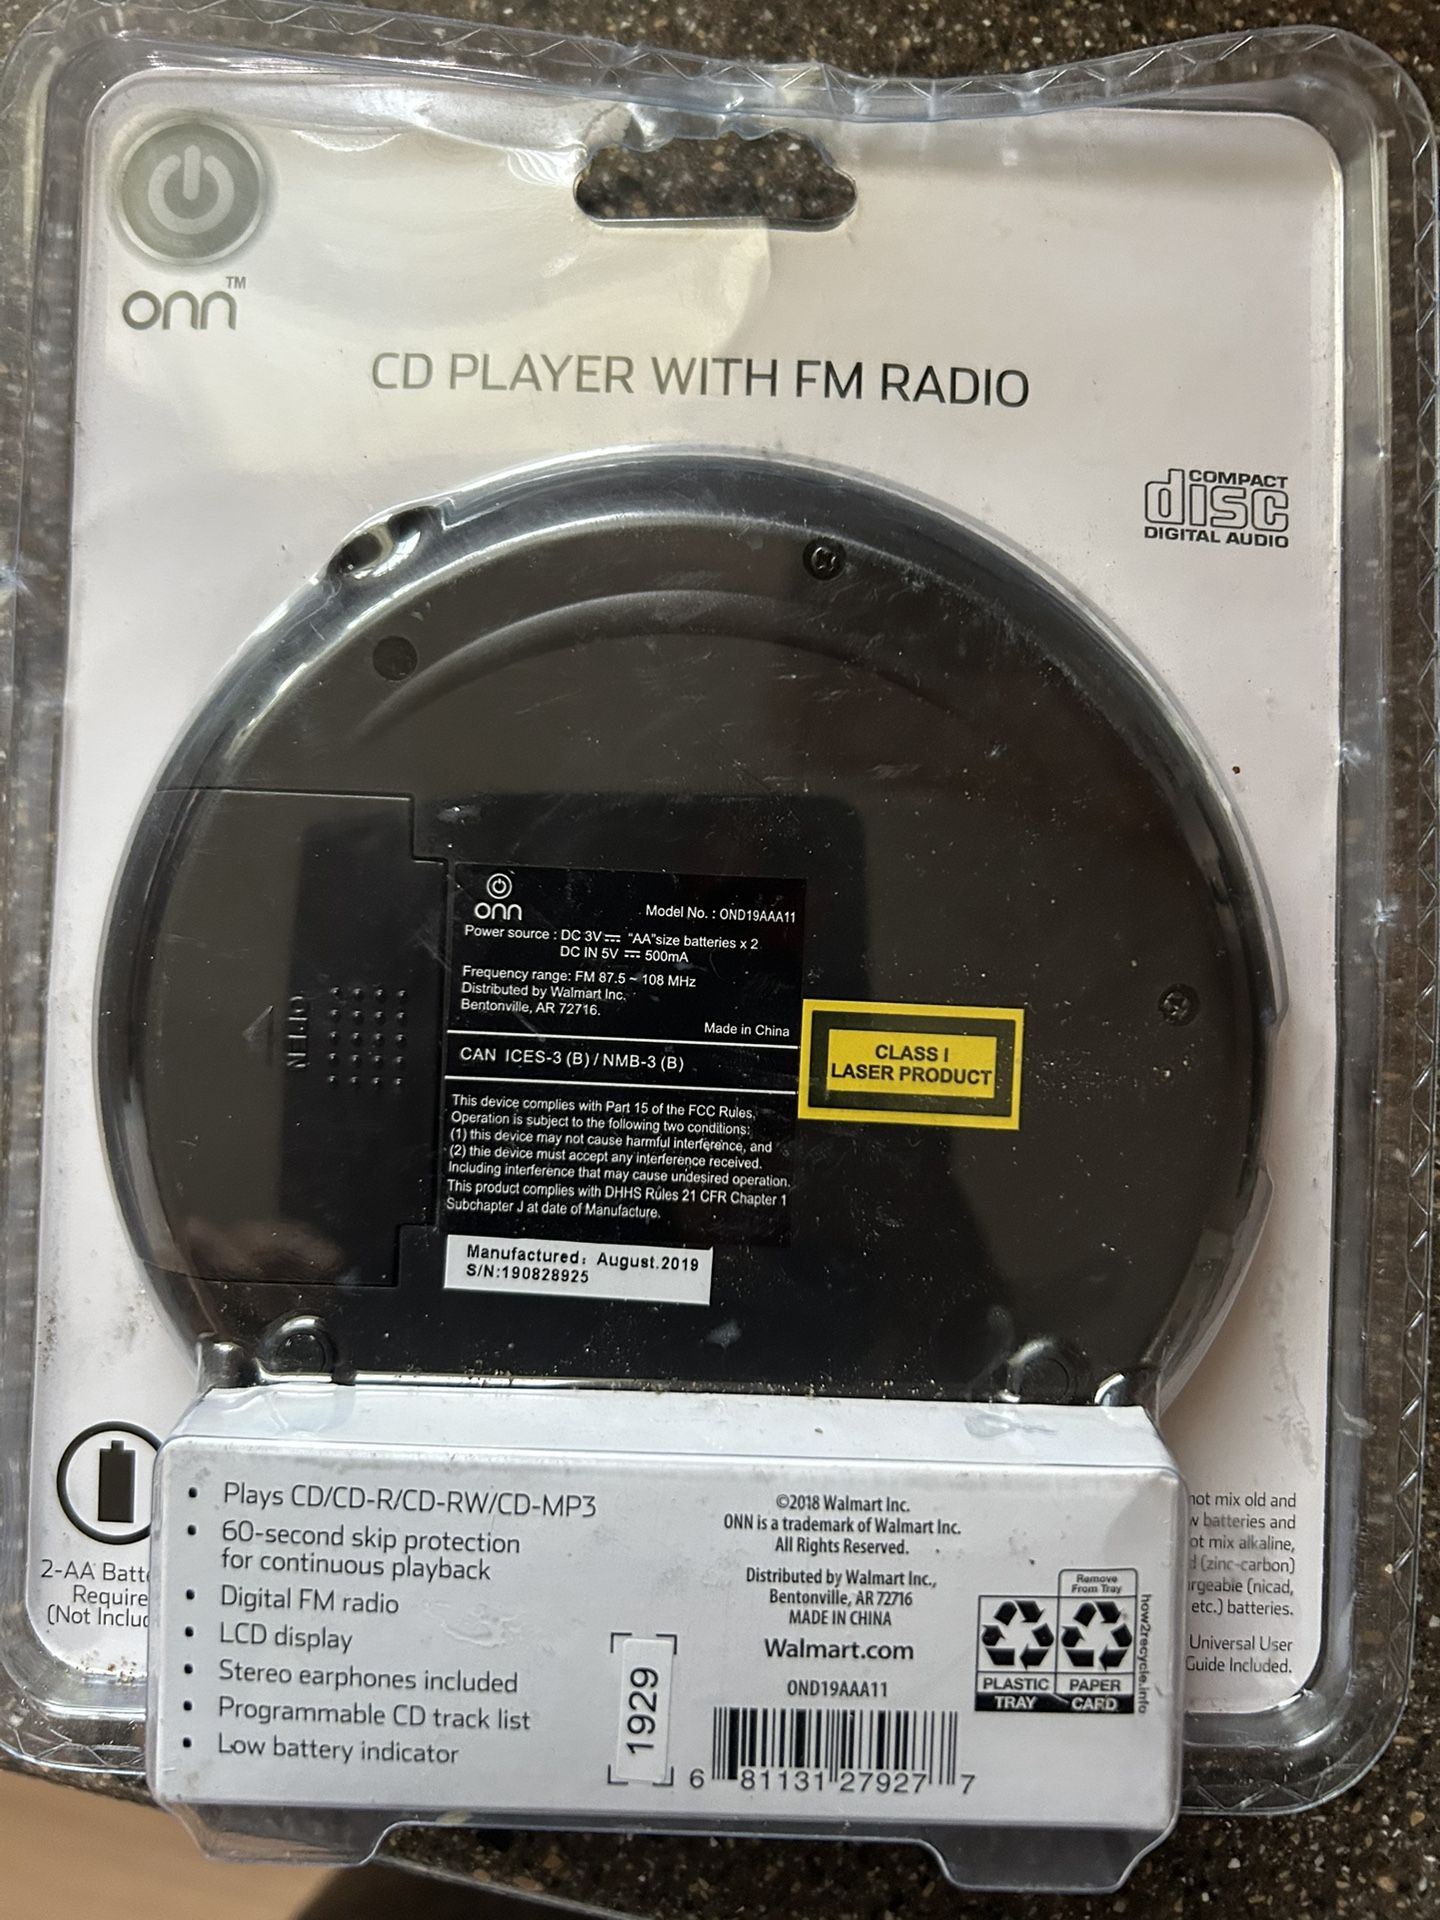 onn™
CD PLAYER WITH FM RADIO
COMPACT
disc
DIGITAL AUDIO
onn
Model No. : OND19AAA11
Power source : DC 3V⎓ "AA"size batteries x 2
DC IN 5V ⎓ 500mA
Frequency range: FM 87.5 ~ 108 MHz
Distributed by Walmart Inc.
Bentonville, AR 72716.
Made in China
OPEN
CAN ICES-3 (B) / NMB-3 (B)
CLASS I
LASER PRODUCT
This device complies with Part 15 of the FCC Rules,
Operation is subject to the following two conditions:
(1) this device may not cause harmful interference, and
(2) thie device must accept any interference received.
Including interference that may cause undesired operation.
This product complies with DHHS Rules 21 CFR Chapter 1
Subchapter J at date of Manufacture.
Manufactured: August.2019
S/N:190828925
2-AA Batte
Require
(Not Includ
• Plays CD/CD-R/CD-RW/CD-MP3
• 60-second skip protection
for continuous playback
• Digital FM radio
• LCD display
• Stereo earphones included
• Programmable CD track list
• Low battery indicator
©2018 Walmart Inc.
ONN is a trademark of Walmart Inc.
All Rights Reserved.
Distributed by Walmart Inc.,
Bentonville, AR 72716
MADE IN CHINA
Walmart.com
OND19AAA11
1929
6 81131 27927 7
Remove
From Tray
PLASTIC
TRAY
PAPER
CARD
how2recycle.info
not mix old and
w batteries and
ot mix alkaline,
d (zinc-carbon)
rgeable (nicad,
etc.) batteries.
Universal User
Guide Included.